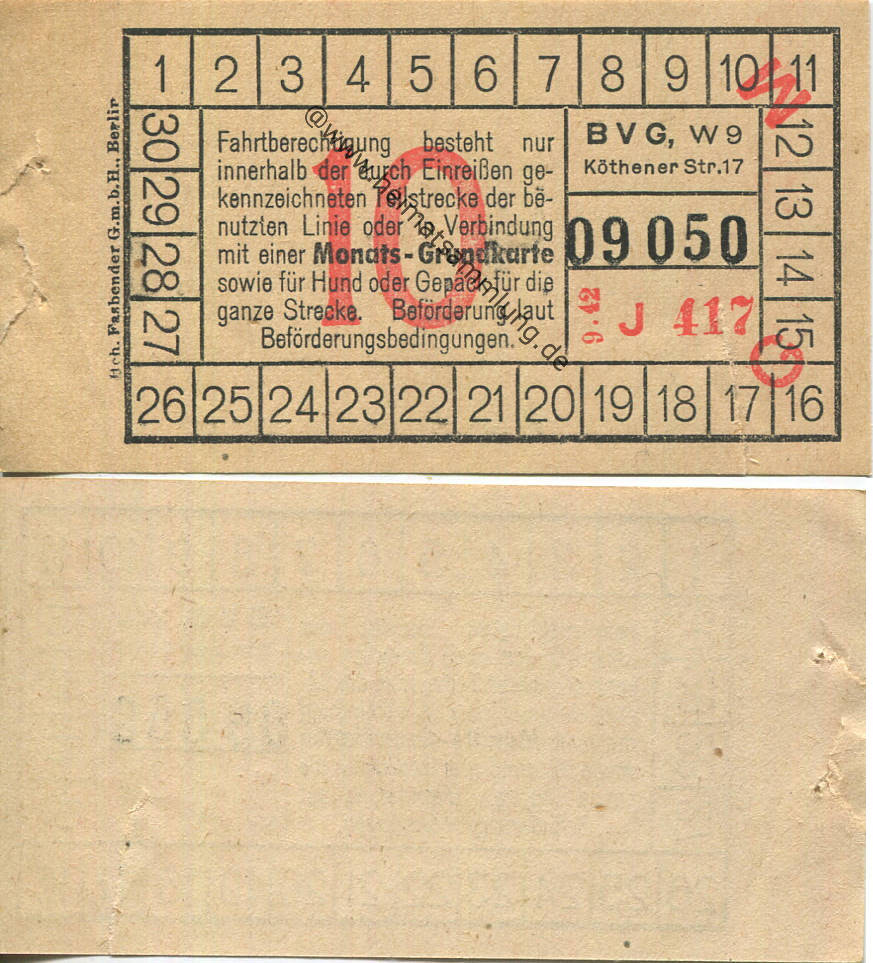 1 2 3 4 5 6 7 8 9 10 11
W
30 29 28 27
Fasbender G.m.b.H., Berlin
Fahrtberechtigung besteht nur
innerhalb der durch Einreißen ge-
kennzeichneten Teilstrecke der be-
nutzten Linie oder in Verbindung
mit einer Monats-Grundkarte
sowie für Hund oder Gepäck für die
ganze Strecke. Beförderung laut
Beförderungsbedingungen.
10
@www.heimatsammlung.de
BVG, W 9
Köthener Str.17
09050
9.42
J 417
12 13 14 15
26 25 24 23 22 21 20 19 18 17 16